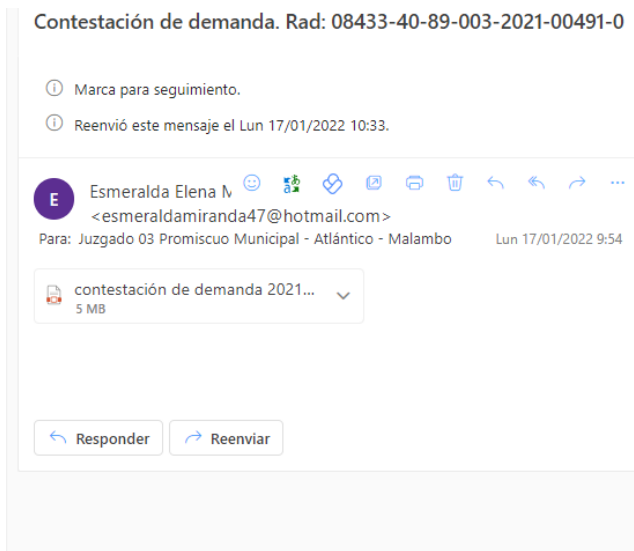 Contestación de demanda. Rad: 08433-40-89-003-2021-00491-0
Marca para seguimiento.
Reenvió este mensaje el Lun 17/01/2022 10:33.
E
Esmeralda Elena
<esmeraldamiranda47@hotmail.com>
Para: Juzgado 03 Promiscuo Municipal - Atlántico - Malambo Lun 17/01/2022 9:54
contestación de demanda 2021...
5 MB
Responder Reenviar